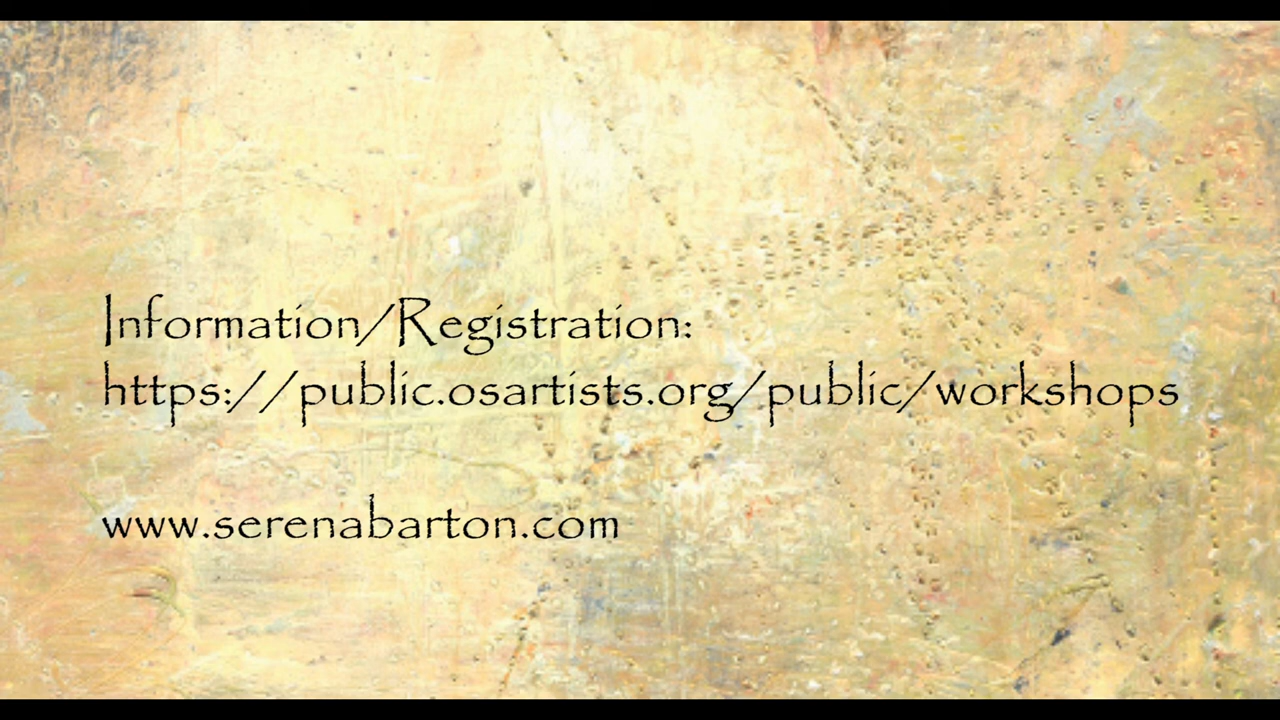 Information/Registration:
https://public.osartists.org/public/workshops
www.serenabarton.com